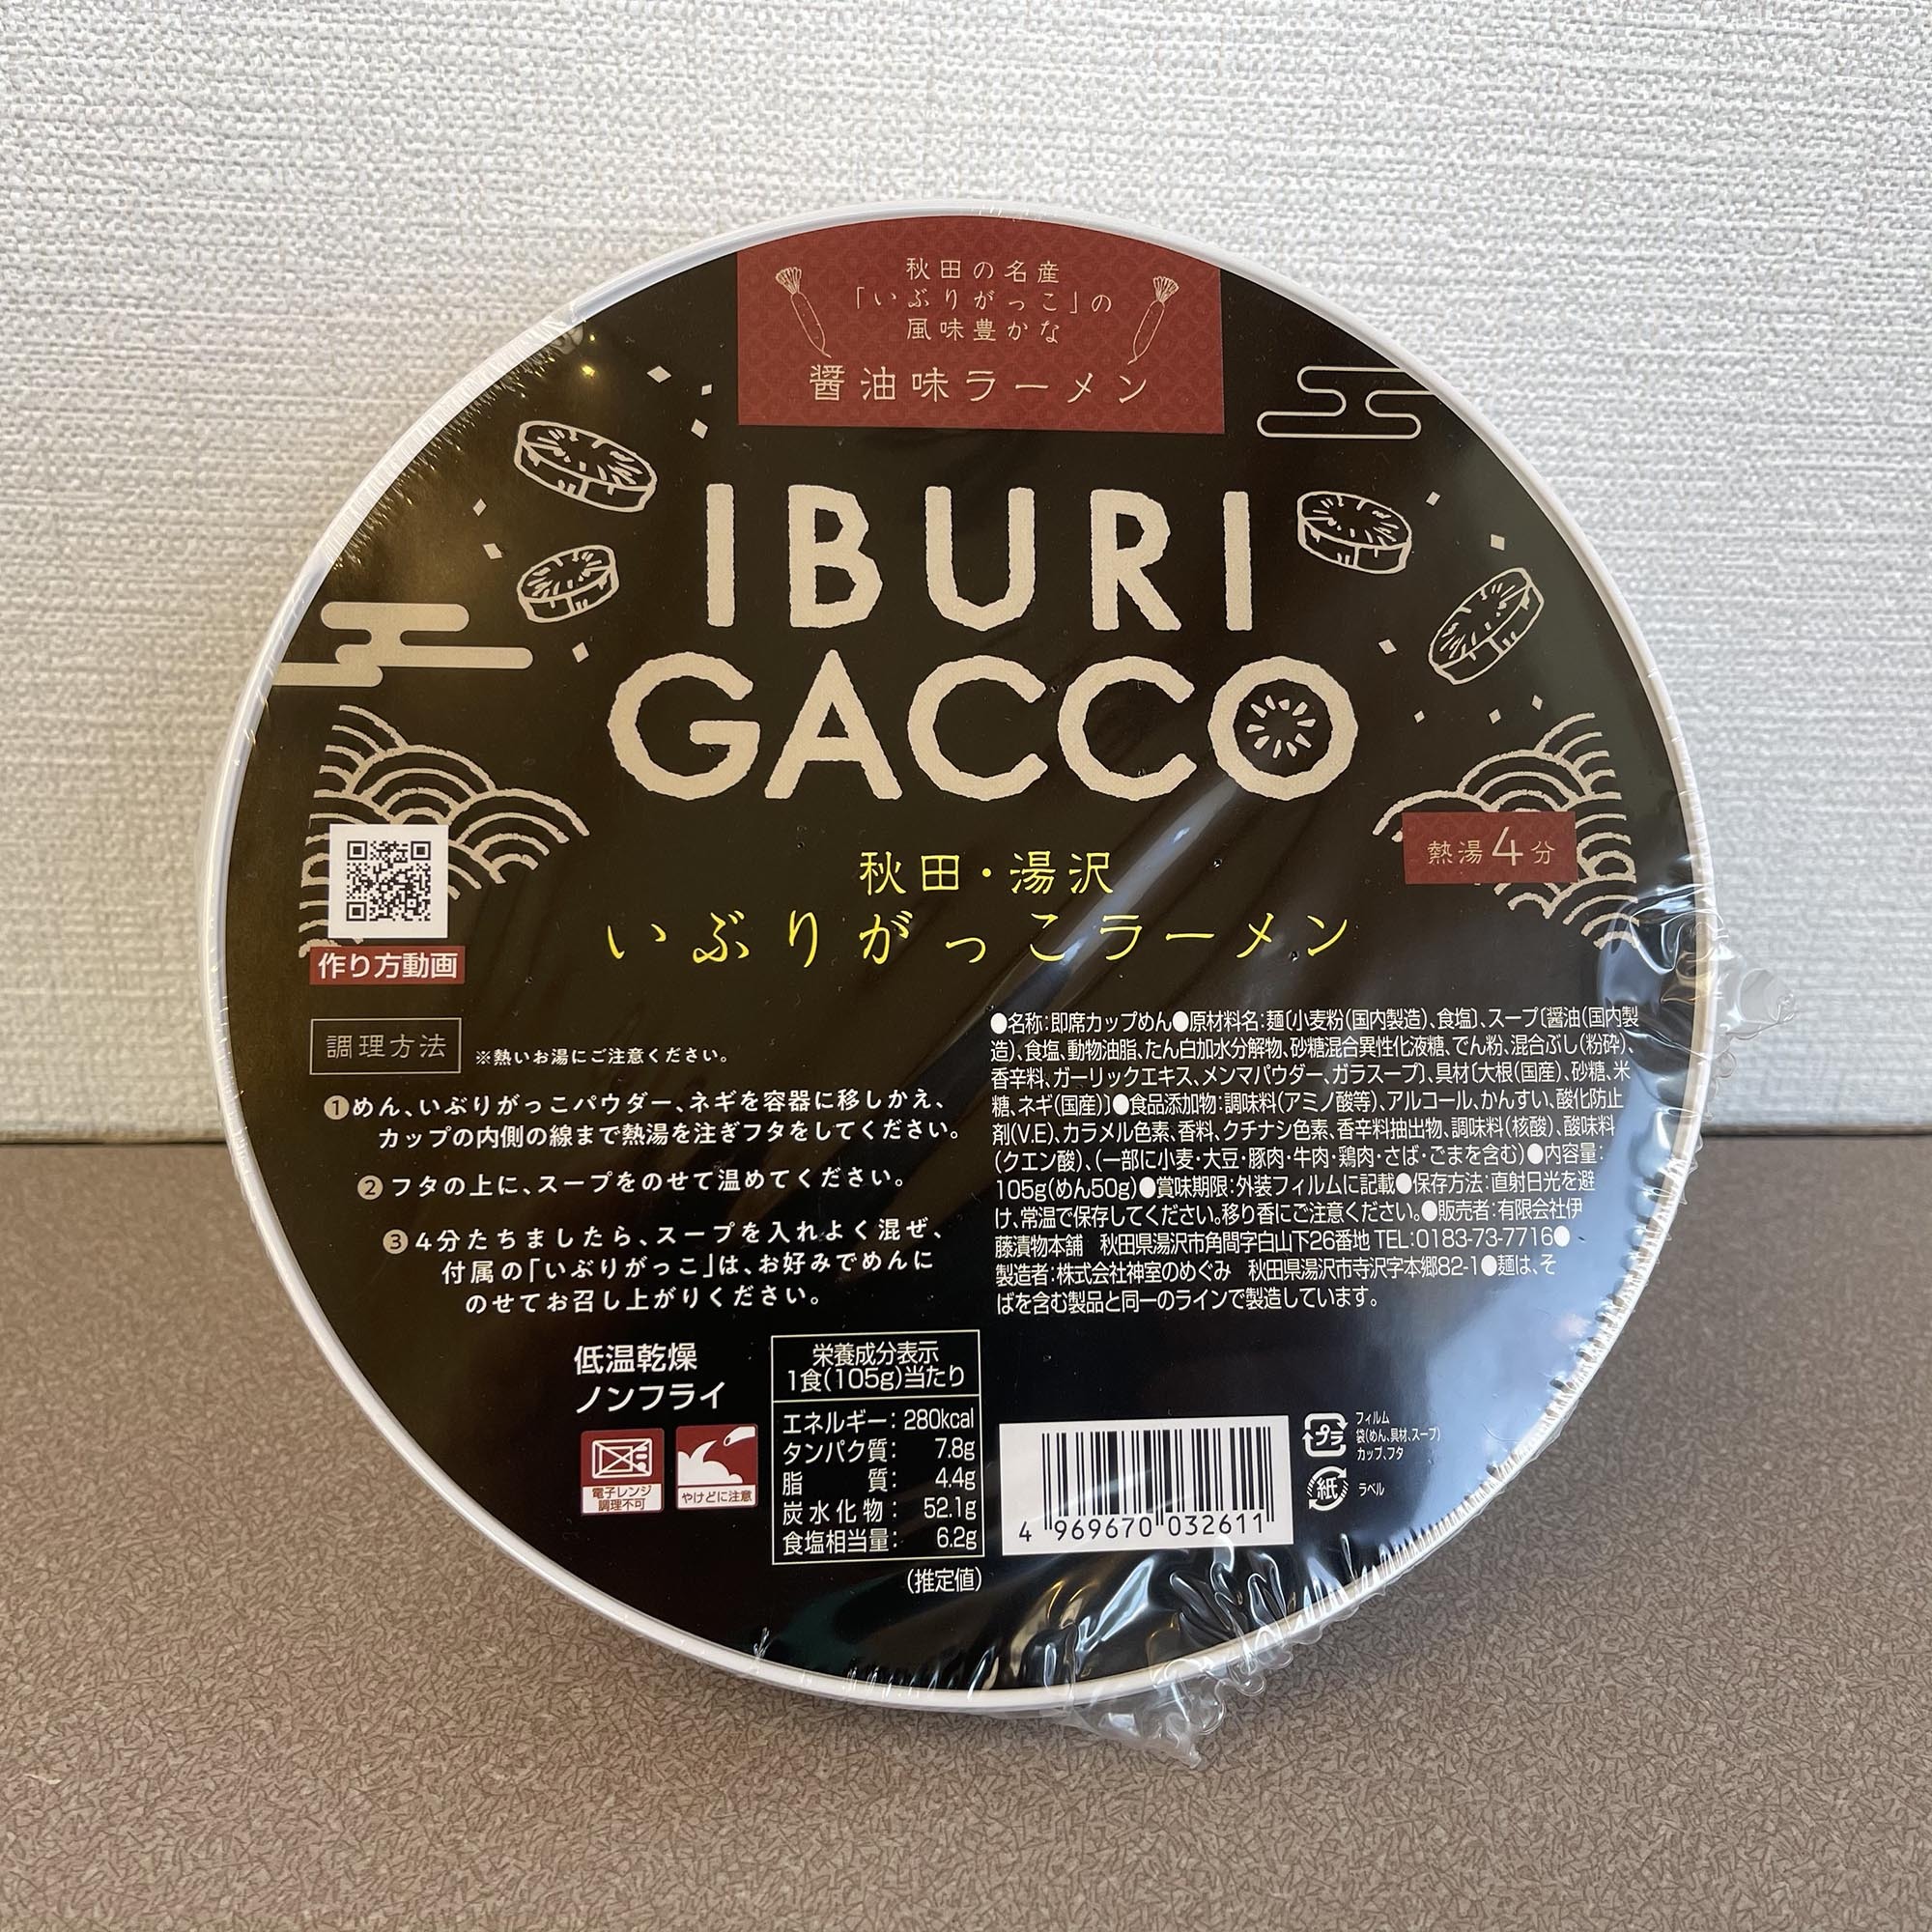 秋田の名産
「いぶりがっこ」の
風味豊かな
醤油味ラーメン
IBURI
GACCO
秋田・湯沢
いぶりがっこラーメン
熱湯4分
作り方動画
調理方法 ※熱いお湯にご注意ください。
❶めん、いぶりがっこパウダー、ネギを容器に移しかえ、
カップの内側の線まで熱湯を注ぎフタをしてください。
❷フタの上に、スープをのせて温めてください。
❸4分たちましたら、スープを入れよく混ぜ、
付属の「いぶりがっこ」は、お好みでめんに
のせてお召し上がりください。
●名称:即席カップめん●原材料名:麺〔小麦粉(国内製造)、食塩〕、スープ〔醤油(国内製
造)、食塩、動物油脂、たん白加水分解物、砂糖混合異性化液糖、でん粉、混合ぶし(粉砕)、
香辛料、ガーリックエキス、メンマパウダー、ガラスープ〕、具材〔大根(国産)、砂糖、米
糖、ネギ(国産)〕●食品添加物:調味料(アミノ酸等)、アルコール、かんすい、酸化防止
剤(V.E)、カラメル色素、香料、クチナシ色素、香辛料抽出物、調味料(核酸)、酸味料
(クエン酸)、(一部に小麦・大豆・豚肉・牛肉・鶏肉・さば・ごまを含む)●内容量:
105g(めん50g)●賞味期限:外装フィルムに記載●保存方法:直射日光を避
け、常温で保存してください。移り香にご注意ください。●販売者:有限会社伊
藤漬物本舗 秋田県湯沢市角間字白山下26番地 TEL:0183-73-7716●
製造者:株式会社神室のめぐみ 秋田県湯沢市寺沢字本郷82-1●麺は、そ
ばを含む製品と同一のラインで製造しています。
低温乾燥
ノンフライ
電子レンジ
調理不可
やけどに注意
栄養成分表示
1食(105g)当たり
エネルギー: 280kcal
タンパク質: 7.8g
脂質: 4.4g
炭水化物: 52.1g
食塩相当量: 6.2g
(推定値)
4 969670 032611
プラ
フィルム
袋(めん、具材、スープ)
カップ、フタ
紙
ラベル